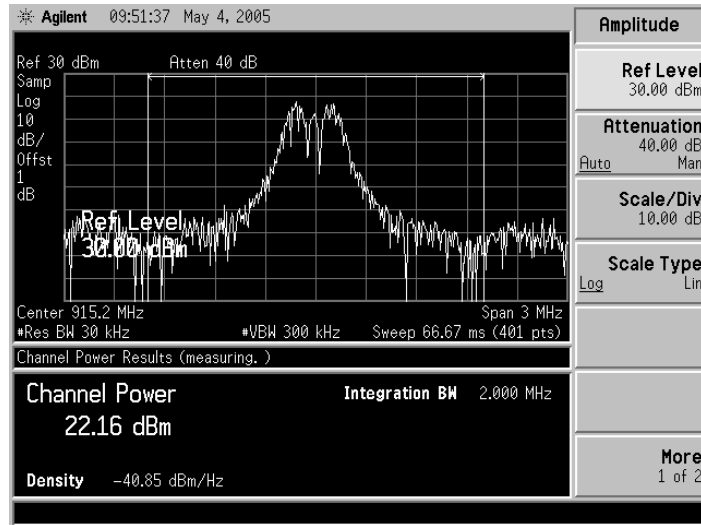 Agilent 09:51:37 May 4, 2005
Ref 30 dBm Atten 40 dB
Samp
Log
10
dB/
Offst
1
dB
Ref Level
30.00 dBm
Center 915.2 MHz Span 3 MHz
#Res BW 30 kHz #VBW 300 kHz Sweep 66.67 ms (401 pts)
Channel Power Results (measuring. )
Channel Power
22.16 dBm
Integration BW 2.000 MHz
Density -40.85 dBm/Hz
Amplitude
Ref Level
30.00 dBm
Attenuation
40.00 dB
Auto Man
Scale/Div
10.00 dB
Scale Type
Log Lin
More
1 of 2